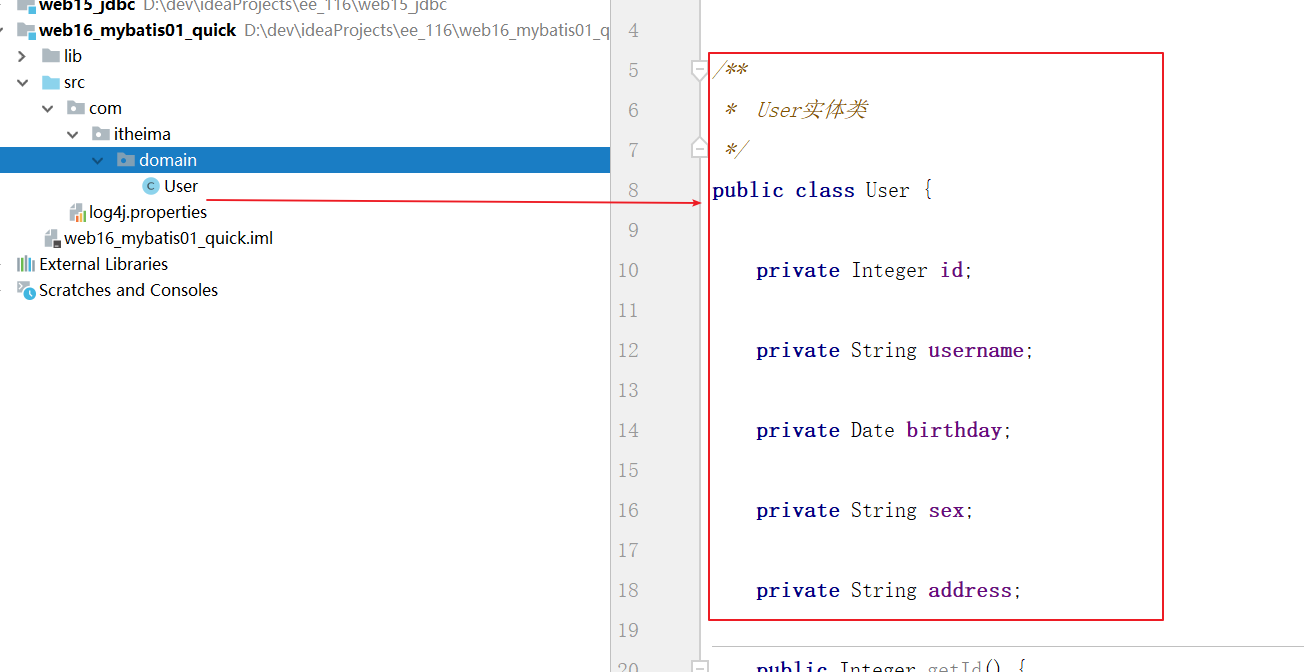 web15_jdbc D:\dev\ideaProjects\ee_116\web15_jdbc
web16_mybatis01_quick D:\dev\ideaProjects\ee_116\web16_mybatis01_q
lib
src
com
itheima
domain
C User
log4j.properties
web16_mybatis01_quick.iml
External Libraries
Scratches and Consoles
4
5 /**
6 * User实体类
7 */
8 public class User {
9
10 private Integer id;
11
12 private String username;
13
14 private Date birthday;
15
16 private String sex;
17
18 private String address;
19
20 public Integer getId() {